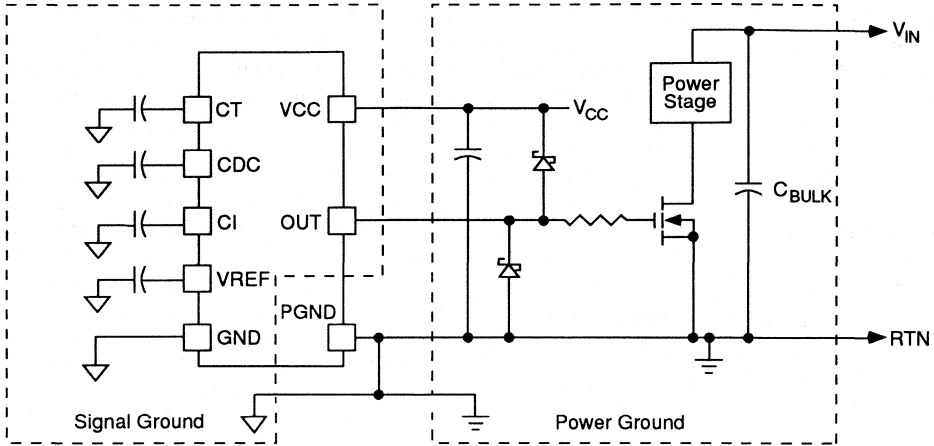 V_IN
Power
Stage
CT
VCC
V_CC
CDC
C_BULK
CI
OUT
VREF
PGND
GND
RTN
Signal Ground
Power Ground